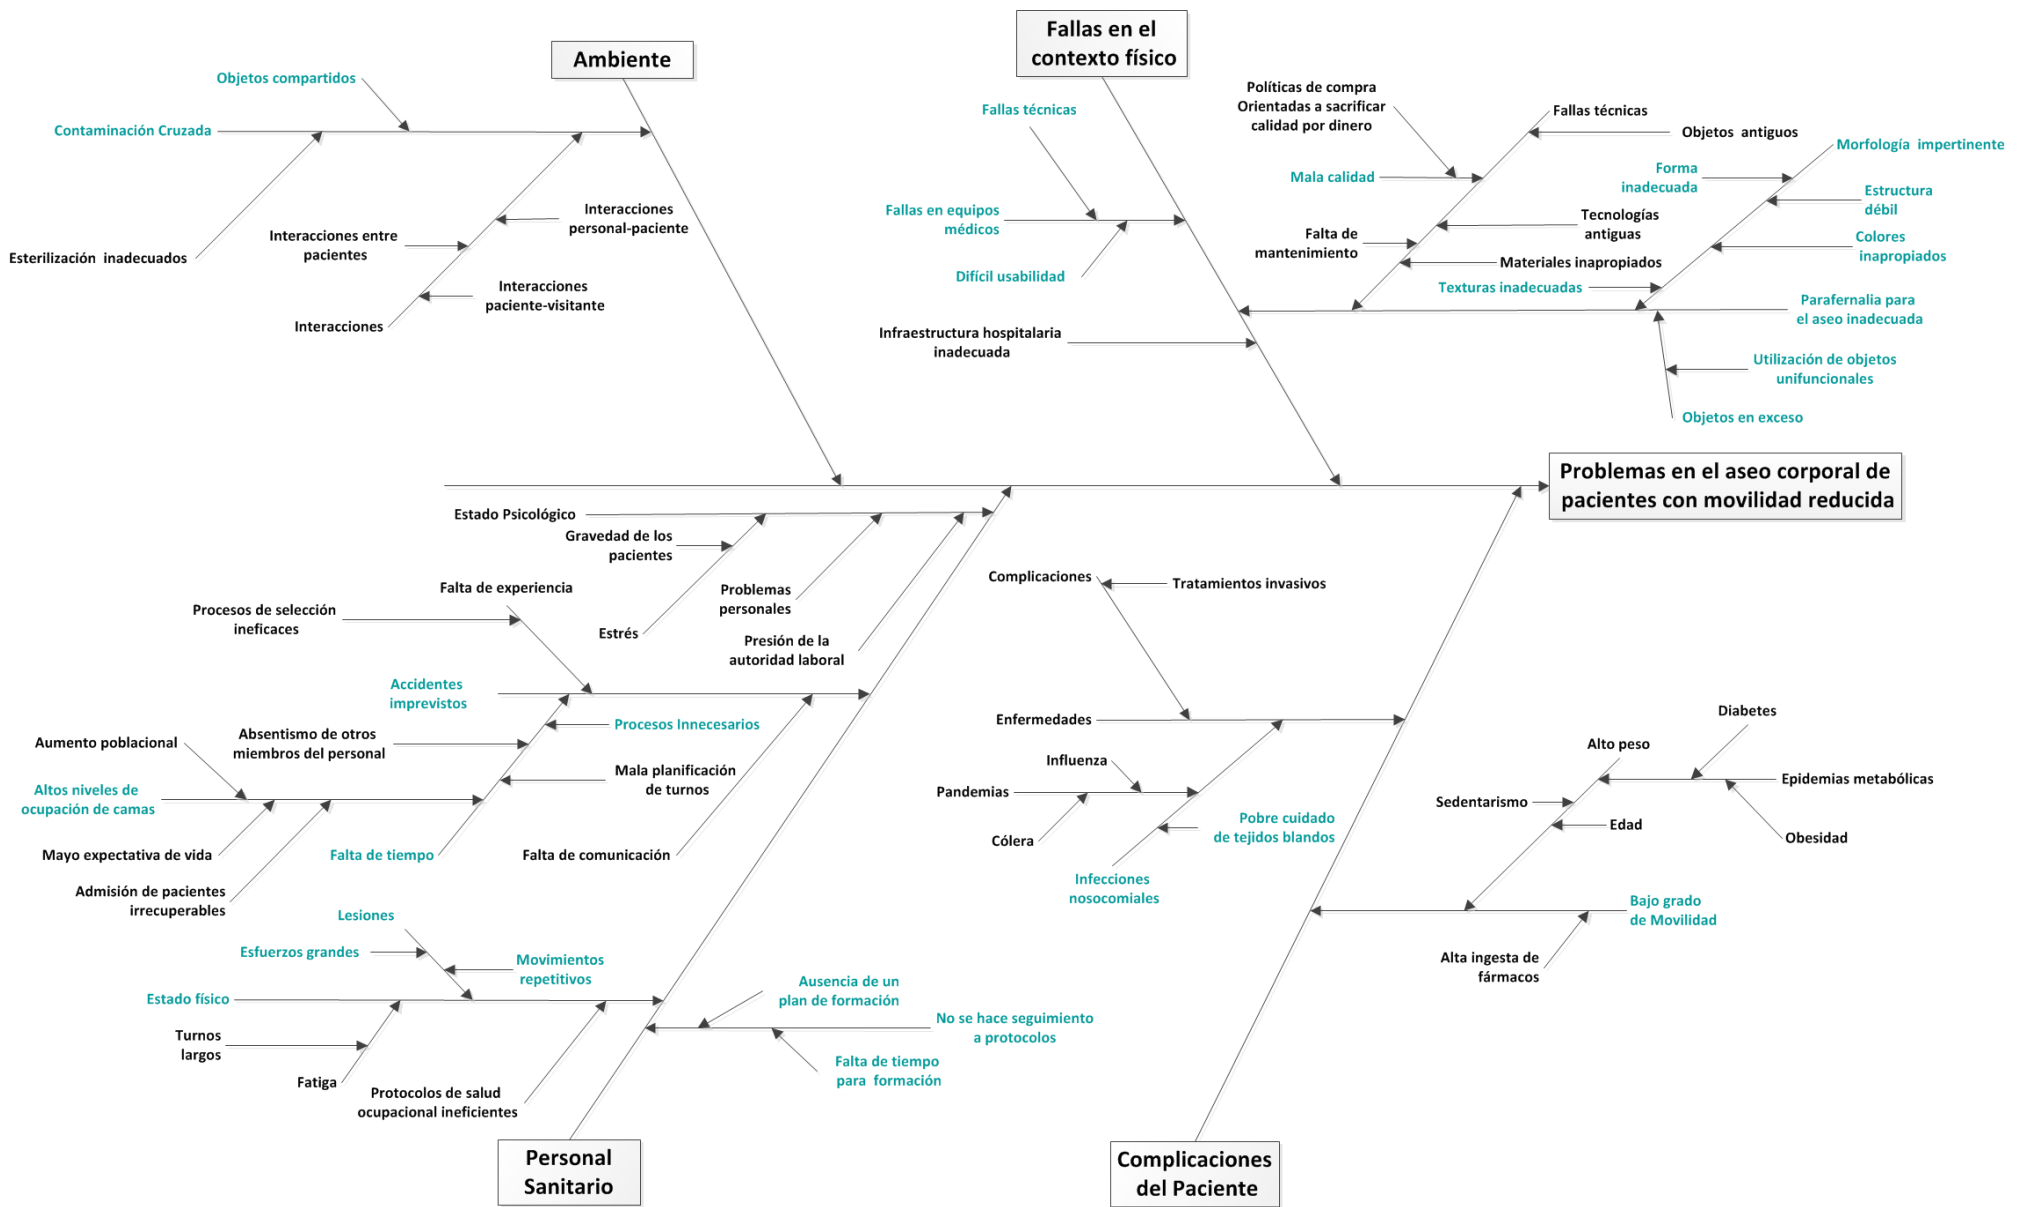 Ambiente
Objetos compartidos
Contaminación Cruzada
Esterilización  inadecuados
Interacciones entre
pacientes
Interacciones
personal-paciente
Interacciones
paciente-visitante
Interacciones
Fallas en el
contexto físico
Fallas técnicas
Fallas en equipos
médicos
Difícil usabilidad
Infraestructura hospitalaria
inadecuada
Políticas de compra
Orientadas a sacrificar
calidad por dinero
Fallas técnicas
Objetos  antiguos
Mala calidad
Tecnologías
antiguas
Falta de
mantenimiento
Materiales inapropiados
Morfología  impertinente
Forma
inadecuada
Estructura
débil
Colores
inapropiados
Texturas inadecuadas
Parafernalia para
el aseo inadecuada
Utilización de objetos
unifuncionales
Objetos en exceso
Problemas en el aseo corporal de
pacientes con movilidad reducida
Estado Psicológico
Gravedad de los
pacientes
Estrés
Problemas
personales
Presión de la
autoridad laboral
Falta de experiencia
Procesos de selección
ineficaces
Accidentes
imprevistos
Procesos Innecesarios
Absentismo de otros
miembros del personal
Mala planificación
de turnos
Aumento poblacional
Altos niveles de
ocupación de camas
Mayo expectativa de vida
Admisión de pacientes
irrecuperables
Falta de tiempo
Falta de comunicación
Lesiones
Esfuerzos grandes
Movimientos
repetitivos
Estado físico
Turnos
largos
Fatiga
Protocolos de salud
ocupacional ineficientes
Ausencia de un
plan de formación
No se hace seguimiento
a protocolos
Falta de tiempo
para  formación
Personal
Sanitario
Complicaciones
Tratamientos invasivos
Enfermedades
Influenza
Pandemias
Cólera
Pobre cuidado
de tejidos blandos
Infecciones
nosocomiales
Diabetes
Alto peso
Epidemias metabólicas
Sedentarismo
Edad
Obesidad
Bajo grado
de Movilidad
Alta ingesta de
fármacos
Complicaciones
del Paciente